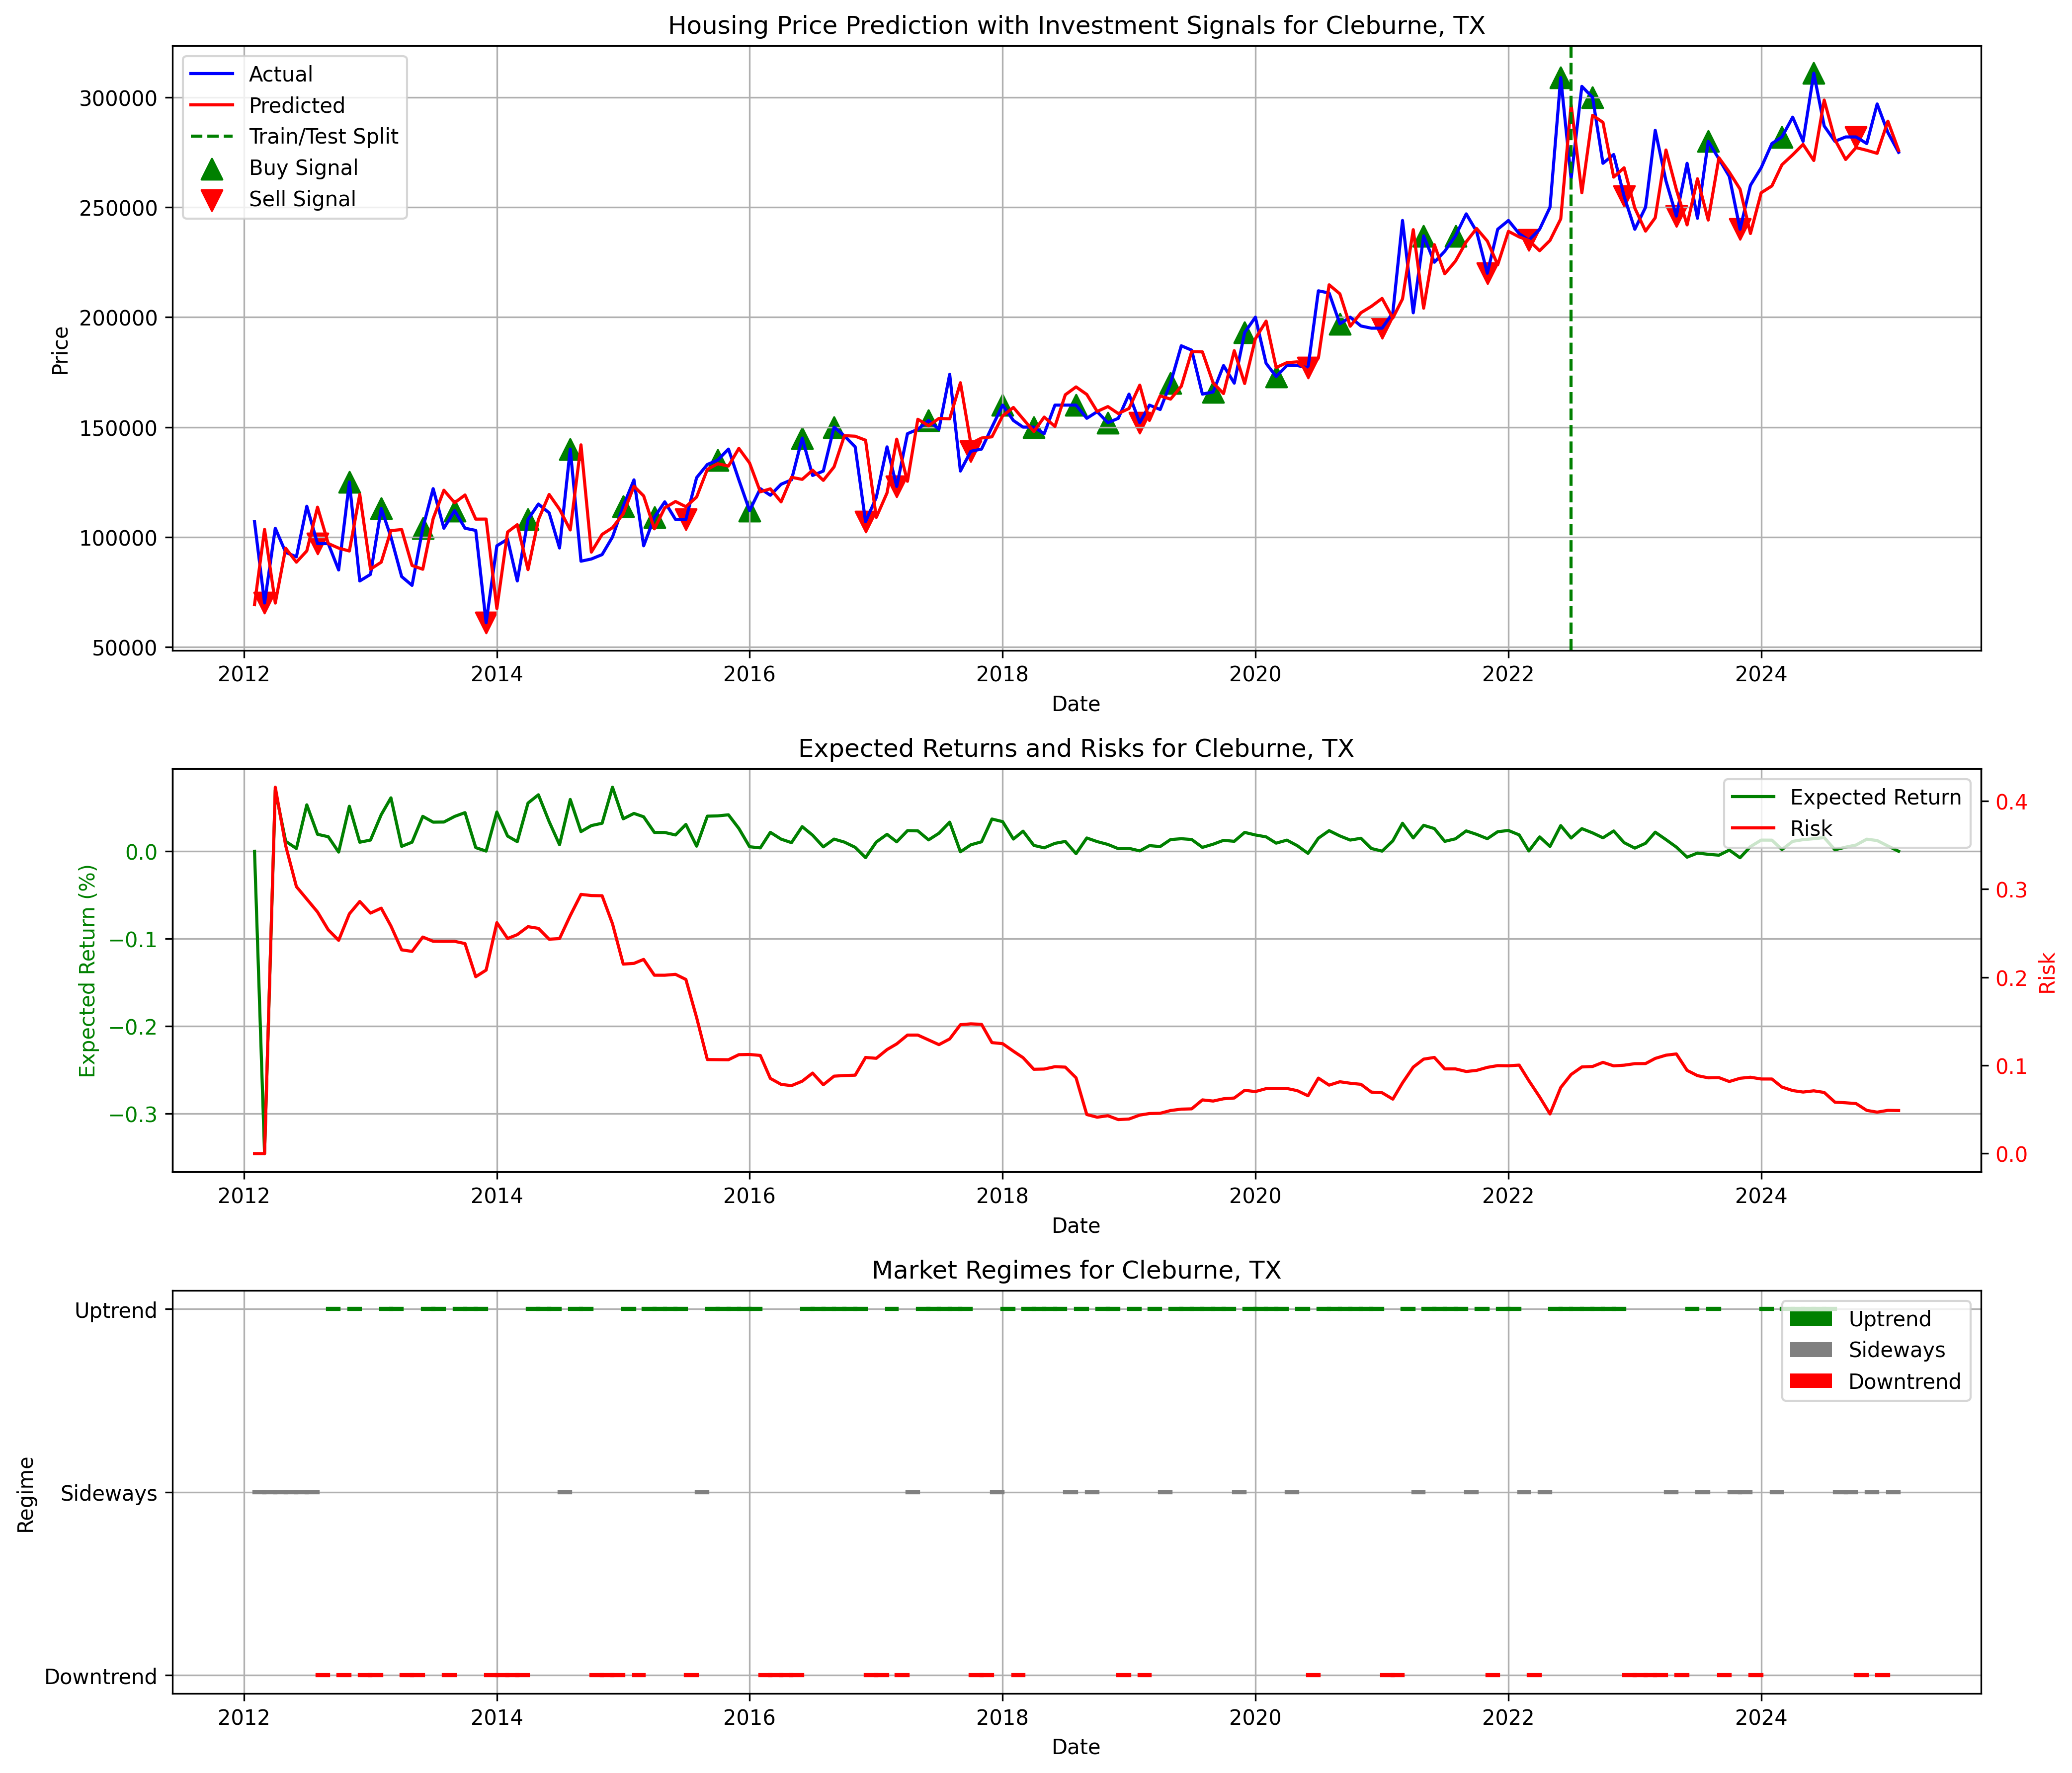 Housing Price Prediction with Investment Signals for Cleburne, TX
Actual
Predicted
Train/Test Split
Buy Signal
Sell Signal
Price
300000
250000
200000
150000
100000
50000
2012 2014 2016 2018 2020 2022 2024
Date
Expected Returns and Risks for Cleburne, TX
Expected Return
Risk
Expected Return (%)
0.0
−0.1
−0.2
−0.3
Risk
0.4
0.3
0.2
0.1
0.0
2012 2014 2016 2018 2020 2022 2024
Date
Market Regimes for Cleburne, TX
Uptrend
Sideways
Downtrend
Regime
Uptrend
Sideways
Downtrend
2012 2014 2016 2018 2020 2022 2024
Date